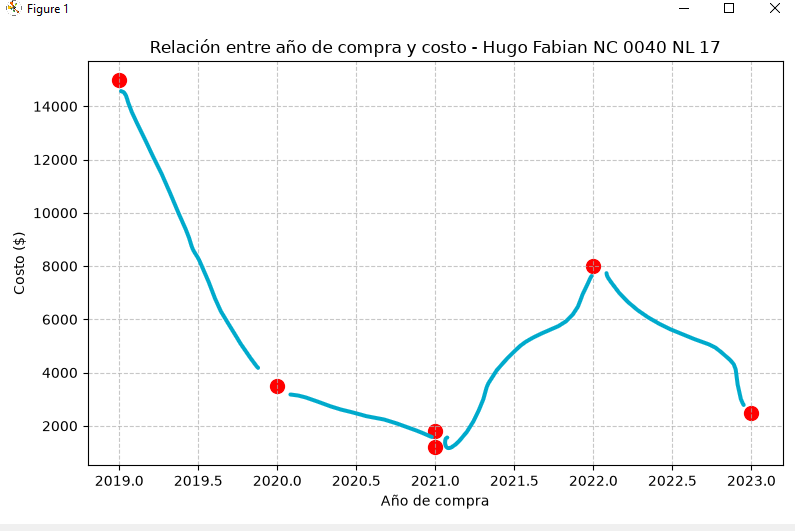 Figure 1
Relación entre año de compra y costo - Hugo Fabian NC 0040 NL 17
14000
12000
10000
8000
6000
4000
2000
Costo ($)
2019.0 2019.5 2020.0 2020.5 2021.0 2021.5 2022.0 2022.5 2023.0
Año de compra